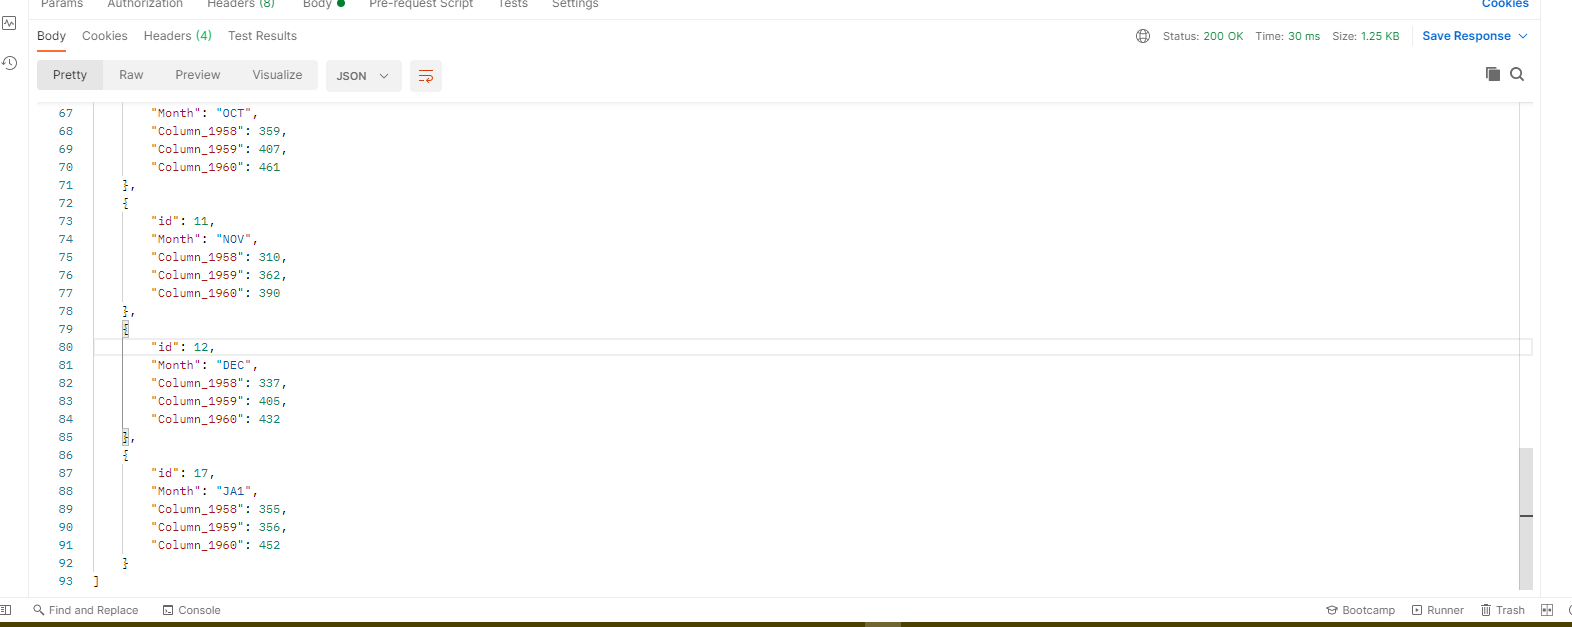 Params Authorization Headers (8) Body Pre-request Script Tests Settings Cookies
Body Cookies Headers (4) Test Results Status: 200 OK Time: 30 ms Size: 1.25 KB Save Response
Pretty Raw Preview Visualize JSON
67 "Month": "OCT",
68 "Column_1958": 359,
69 "Column_1959": 407,
70 "Column_1960": 461
71 },
72 {
73 "id": 11,
74 "Month": "NOV",
75 "Column_1958": 310,
76 "Column_1959": 362,
77 "Column_1960": 390
78 },
79 {
80 "id": 12,
81 "Month": "DEC",
82 "Column_1958": 337,
83 "Column_1959": 405,
84 "Column_1960": 432
85 },
86 {
87 "id": 17,
88 "Month": "JA1",
89 "Column_1958": 355,
90 "Column_1959": 356,
91 "Column_1960": 452
92 }
93 ]
Find and Replace Console Bootcamp Runner Trash